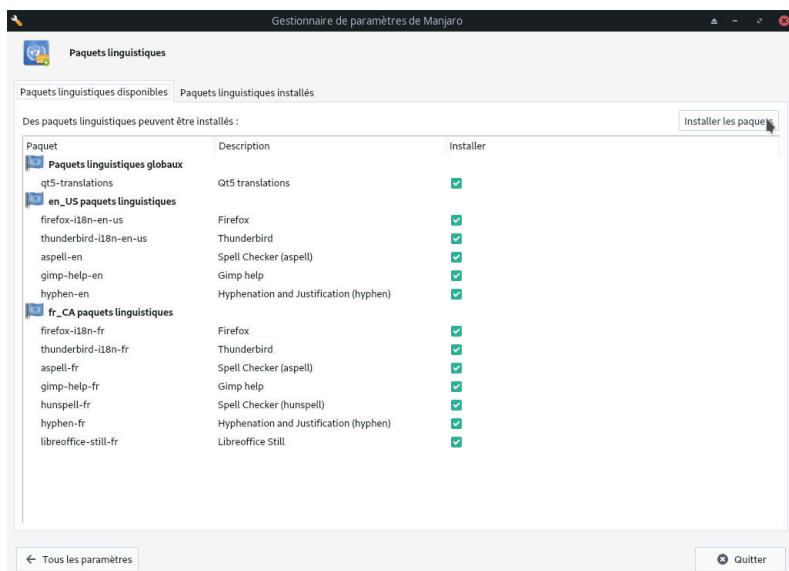 Gestionnaire de paramètres de Manjaro
Paquets linguistiques
Paquets linguistiques disponibles Paquets linguistiques installés
Des paquets linguistiques peuvent être installés : Installer les paquets
Paquet Description Installer
Paquets linguistiques globaux
qt5-translations Qt5 translations
en_US paquets linguistiques
firefox-i18n-en-us Firefox
thunderbird-i18n-en-us Thunderbird
aspell-en Spell Checker (aspell)
gimp-help-en Gimp help
hyphen-en Hyphenation and Justification (hyphen)
fr_CA paquets linguistiques
firefox-i18n-fr Firefox
thunderbird-i18n-fr Thunderbird
aspell-fr Spell Checker (aspell)
gimp-help-fr Gimp help
hunspell-fr Spell Checker (hunspell)
hyphen-fr Hyphenation and Justification (hyphen)
libreoffice-still-fr Libreoffice Still
← Tous les paramètres Quitter